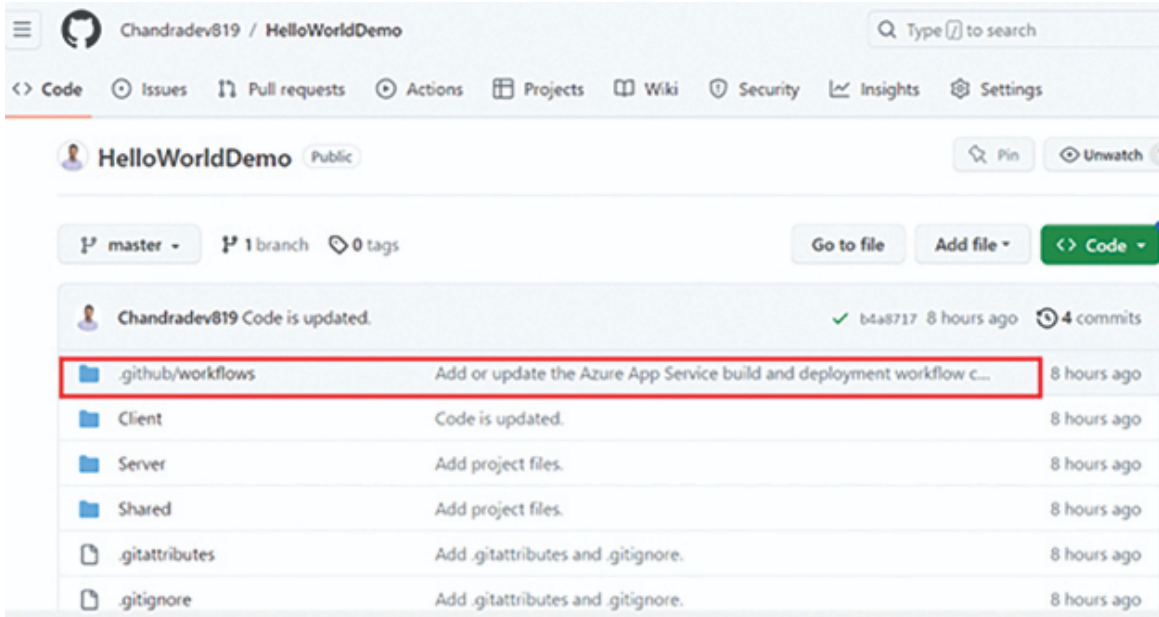 Chandradev819 / HelloWorldDemo Type / to search
Code Issues Pull requests Actions Projects Wiki Security Insights Settings
HelloWorldDemo Public Pin Unwatch
master 1 branch 0 tags Go to file Add file Code
Chandradev819 Code is updated. b4a8717 8 hours ago 4 commits
.github/workflows Add or update the Azure App Service build and deployment workflow c... 8 hours ago
Client Code is updated. 8 hours ago
Server Add project files. 8 hours ago
Shared Add project files. 8 hours ago
.gitattributes Add .gitattributes and .gitignore. 8 hours ago
.gitignore Add .gitattributes and .gitignore. 8 hours ago